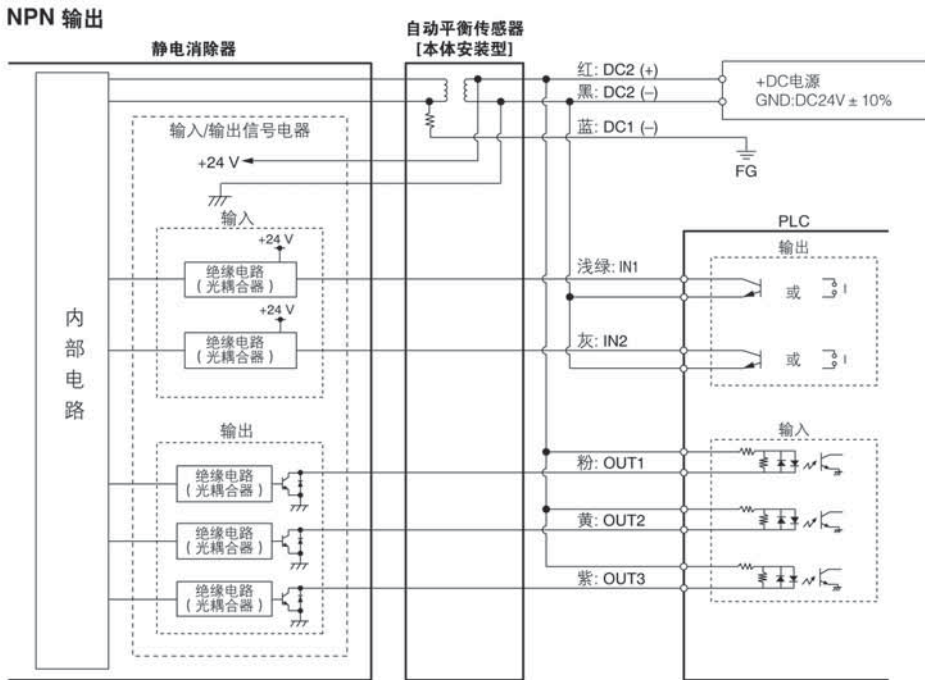 NPN 输出
静电消除器
自动平衡传感器
[本体安装型]
红: DC2 (+)
黑: DC2 (–)
蓝: DC1 (–)
+DC电源
GND:DC24V ± 10%
FG
输入/输出信号电器
+24 V
输入
+24 V
绝缘电路
( 光耦合器 )
+24 V
绝缘电路
( 光耦合器 )
内部电路
输出
绝缘电路
( 光耦合器 )
绝缘电路
( 光耦合器 )
绝缘电路
( 光耦合器 )
浅绿: IN1
灰: IN2
粉: OUT1
黄: OUT2
紫: OUT3
PLC
输出
或
或
输入